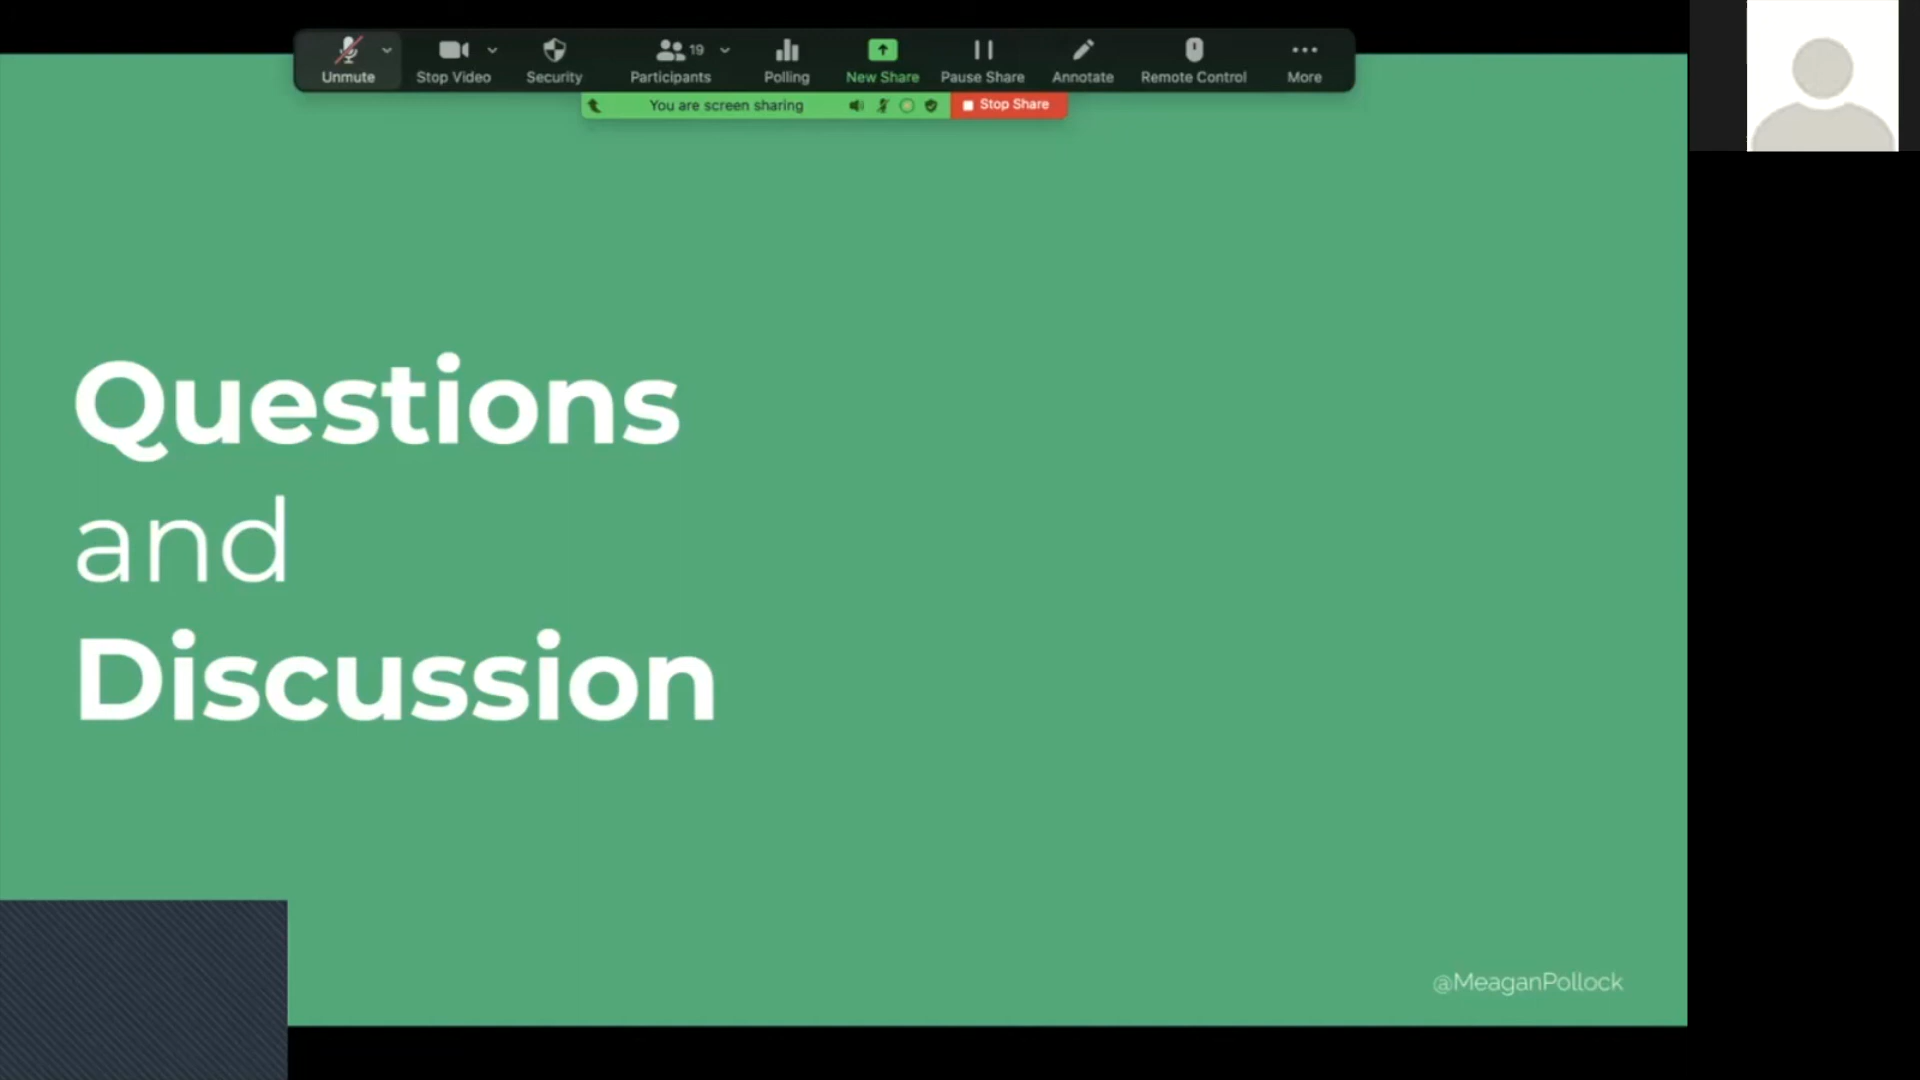 Unmute
Stop Video
Security
19
Participants
Polling
New Share
Pause Share
Annotate
Remote Control
More
You are screen sharing
Stop Share
Questions
and
Discussion
@MeaganPollock